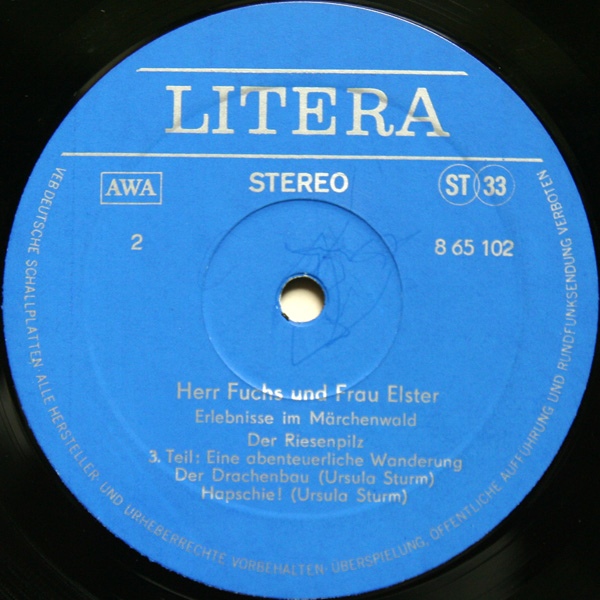 LITERA
AWA
STEREO
ST 33
2
8 65 102
Herr Fuchs und Frau Elster
Erlebnisse im Märchenwald
Der Riesenpilz
3. Teil: Eine abenteuerliche Wanderung
Der Drachenbau (Ursula Sturm)
Hapschie! (Ursula Sturm)
VEB DEUTSCHE SCHALLPLATTEN · ALLE HERSTELLER- UND URHEBERRECHTE VORBEHALTEN · ÜBERSPIELUNG, ÖFFENTLICHE AUFFÜHRUNG UND RUNDFUNKSENDUNG VERBOTEN